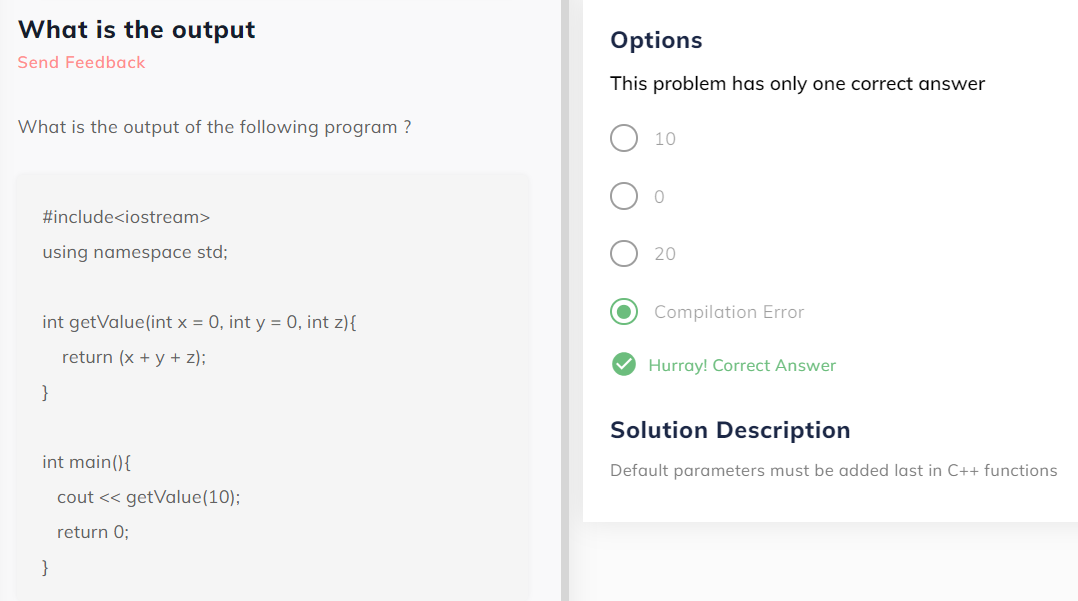 What is the output
Send Feedback
What is the output of the following program ?
#include<iostream>
using namespace std;
int getValue(int x = 0, int y = 0, int z){
return (x + y + z);
}
int main(){
cout << getValue(10);
return 0;
}
Options
This problem has only one correct answer
10
0
20
Compilation Error
Hurray! Correct Answer
Solution Description
Default parameters must be added last in C++ functions